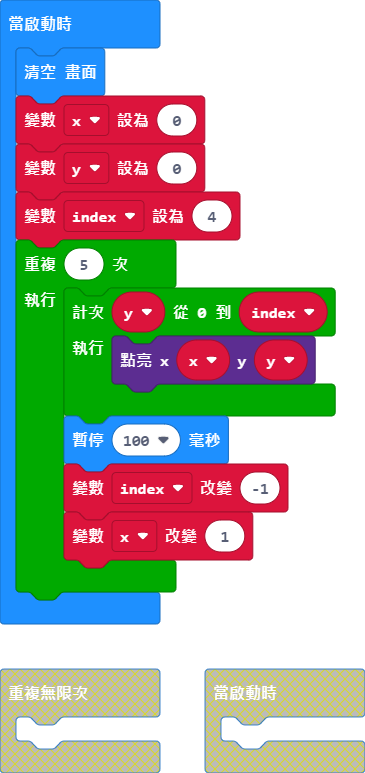 當啟動時
清空 畫面
變數 x 設為 0
變數 y 設為 0
變數 index 設為 4
重複 5 次
執行
計次 y 從 0 到 index
執行
點亮 x x y y
暫停 100 毫秒
變數 index 改變 -1
變數 x 改變 1
重複無限次
當啟動時